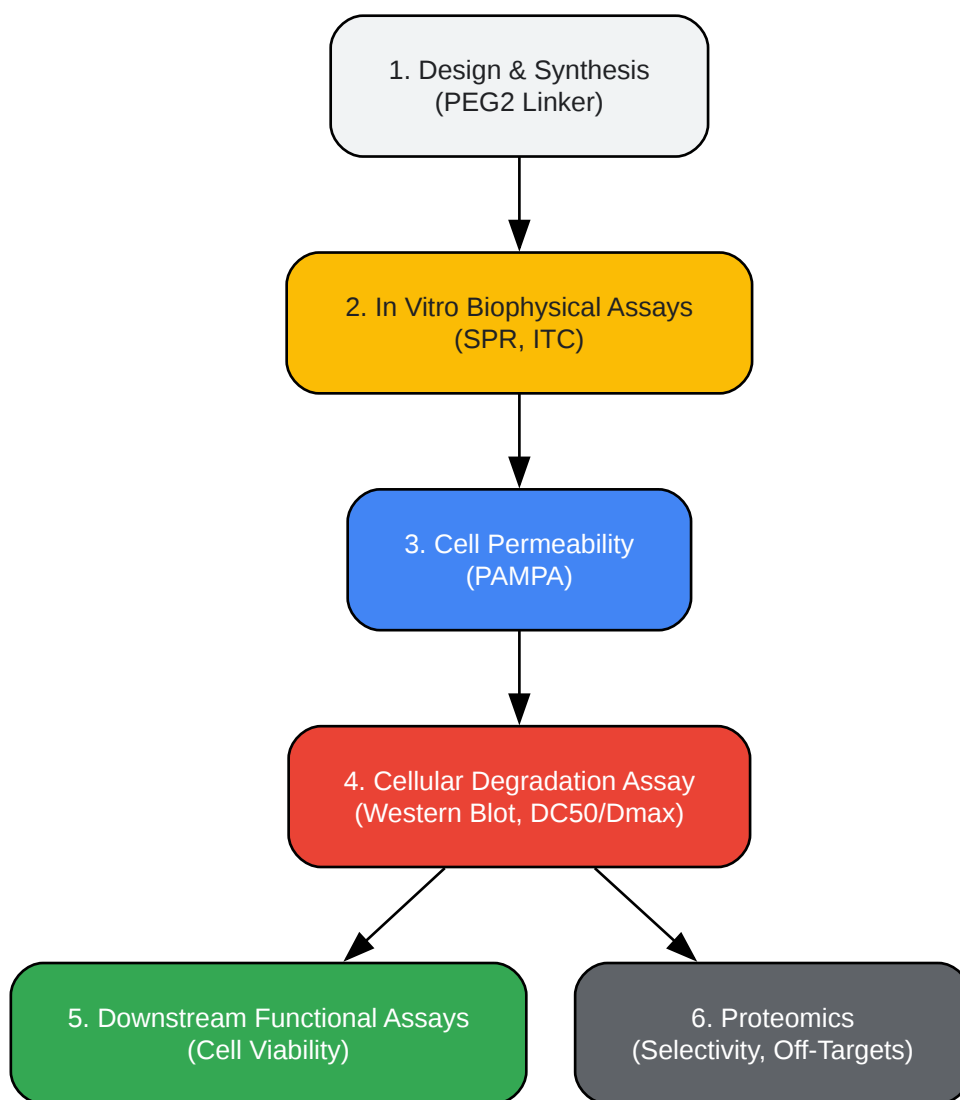 1. Design & Synthesis
(PEG2 Linker)
2. In Vitro Biophysical Assays
(SPR, ITC)
3. Cell Permeability
(PAMPA)
4. Cellular Degradation Assay
(Western Blot, DC50/Dmax)
5. Downstream Functional Assays
(Cell Viability)
6. Proteomics
(Selectivity, Off-Targets)